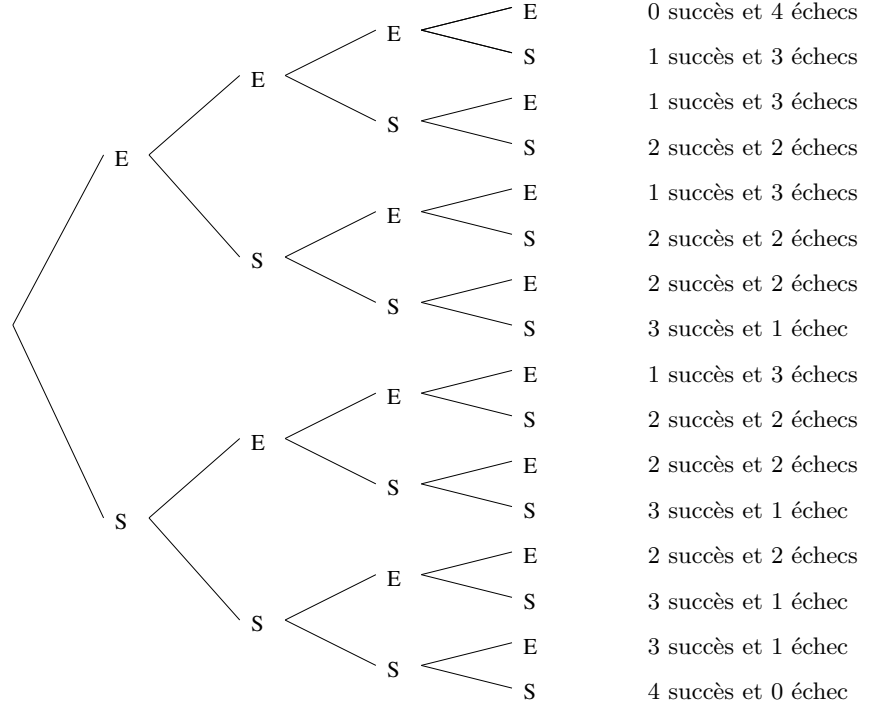 E 0 succès et 4 échecs
E
S 1 succès et 3 échecs
E
E 1 succès et 3 échecs
S
S 2 succès et 2 échecs
E
E 1 succès et 3 échecs
E
S 2 succès et 2 échecs
S
E 2 succès et 2 échecs
S
S 3 succès et 1 échec
E 1 succès et 3 échecs
E
S 2 succès et 2 échecs
E
E 2 succès et 2 échecs
S
S 3 succès et 1 échec
S
E 2 succès et 2 échecs
E
S 3 succès et 1 échec
S
E 3 succès et 1 échec
S
S 4 succès et 0 échec